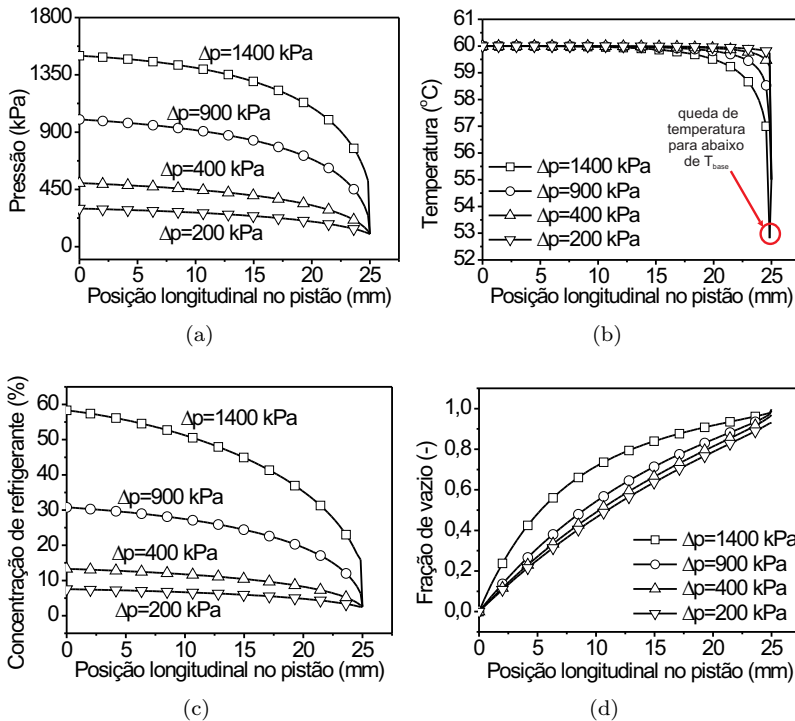 1800
1350
900
450
0
Pressão (kPa)
Δp=1400 kPa
Δp=900 kPa
Δp=400 kPa
Δp=200 kPa
0 5 10 15 20 25
Posição longitudinal no pistão (mm)
(a)
60
59
58
57
56
55
54
53
52
Temperatura (°C)
queda de
temperatura
para abaixo
de T_base
Δp=1400 kPa
Δp=900 kPa
Δp=400 kPa
Δp=200 kPa
0 5 10 15 20 25
Posição longitudinal no pistão (mm)
(b)
60
50
40
30
20
10
0
Concentração de refrigerante (%)
Δp=1400 kPa
Δp=900 kPa
Δp=400 kPa
Δp=200 kPa
0 5 10 15 20 25
Posição longitudinal no pistão (mm)
(c)
1,0
0,8
0,6
0,4
0,2
0,0
Fração de vazio (-)
Δp=1400 kPa
Δp=900 kPa
Δp=400 kPa
Δp=200 kPa
0 5 10 15 20 25
Posição longitudinal no pistão (mm)
(d)